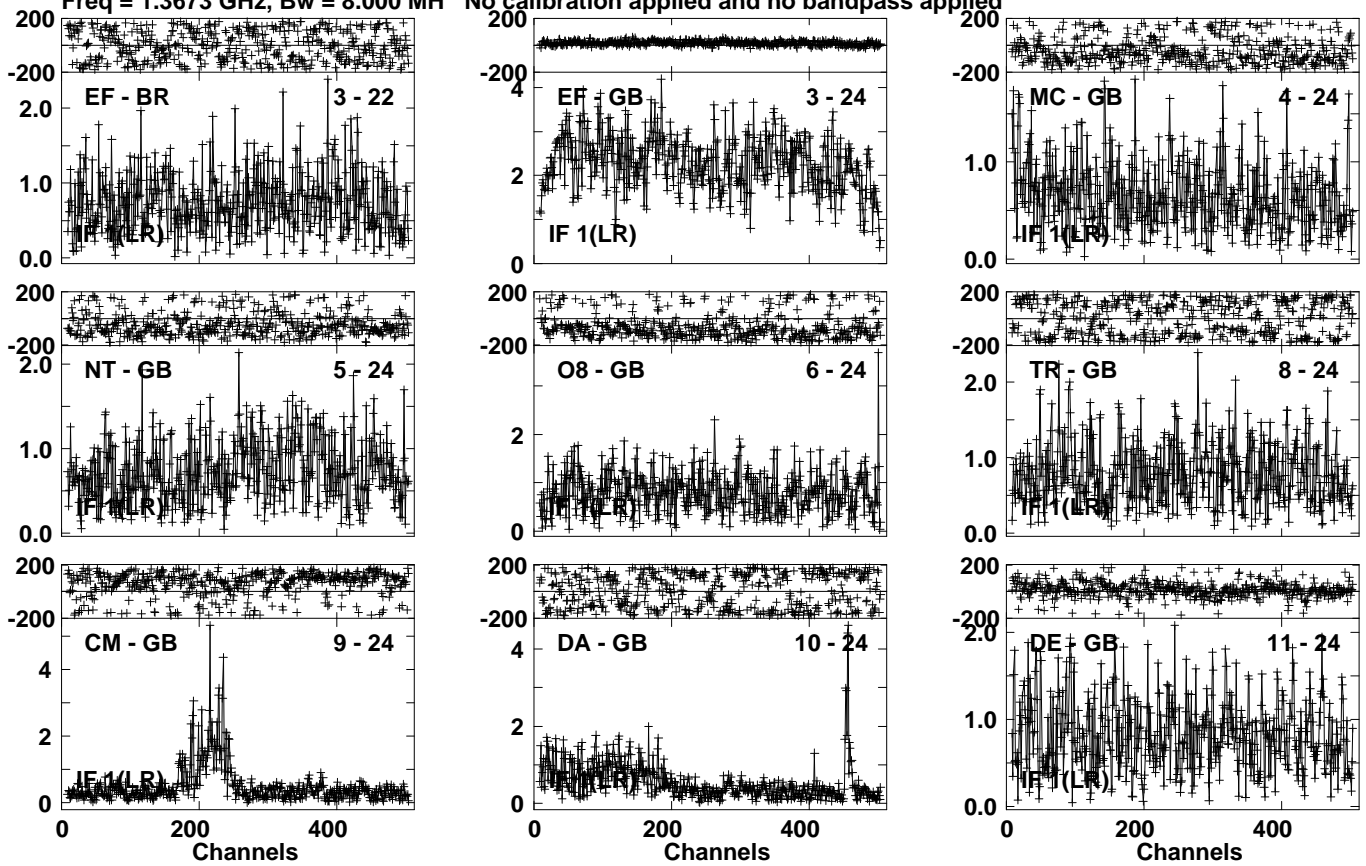 Freq = 1.3673 GHz, Bw = 8.000 MH No calibration applied and no bandpass applied
200
-200
EF - BR 3 - 22
2.0
1.0
0.0
IF 1(LR)
200
-200
EF - GB 3 - 24
4
2
0
IF 1(LR)
200
-200
MC - GB 4 - 24
1.0
0.0
IF 1(LR)
200
-200
NT - GB 5 - 24
2.0
1.0
0.0
IF 1(LR)
200
-200
O8 - GB 6 - 24
2
0
IF 1(LR)
200
-200
TR - GB 8 - 24
2.0
1.0
0.0
IF 1(LR)
200
-200
CM - GB 9 - 24
4
2
0
IF 1(LR)
0 200 400
Channels
200
-200
DA - GB 10 - 24
4
2
0
IF 1(LR)
0 200 400
Channels
200
-200
DE - GB 11 - 24
2.0
1.0
0.0
IF 1(LR)
0 200 400
Channels